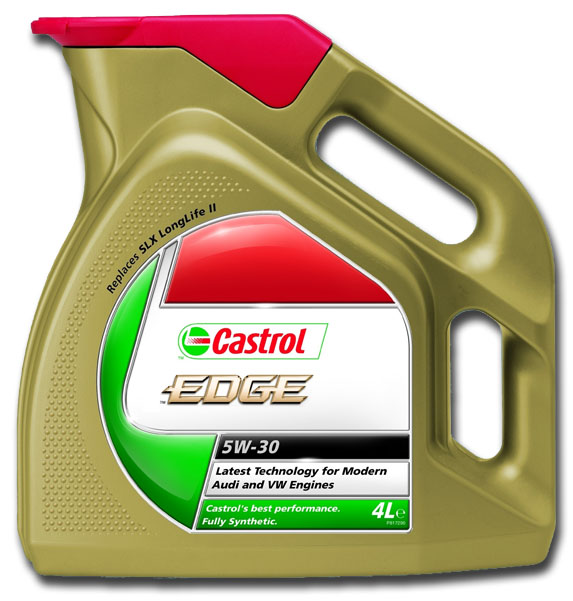 Replaces SLX LongLife II
Castrol
EDGE
5W-30
Latest Technology for Modern
Audi and VW Engines
Castrol's best performance.
Fully Synthetic.
4Le